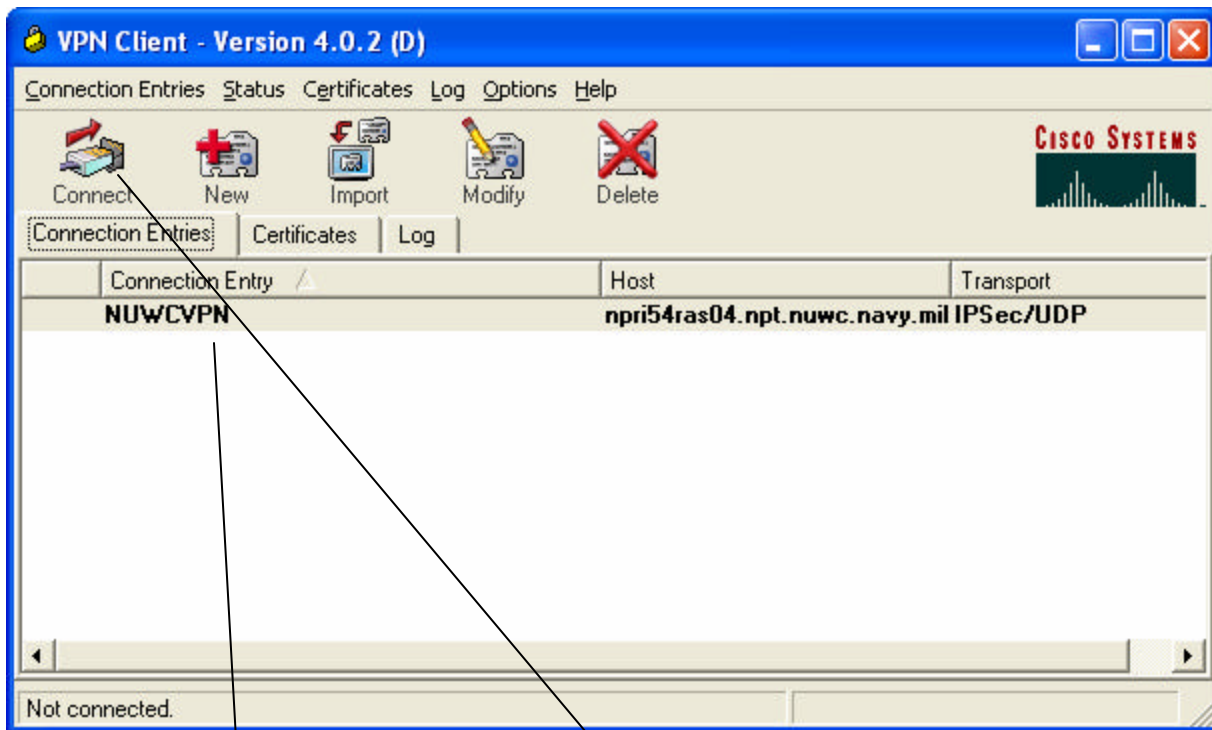 VPN Client - Version 4.0.2 (D)
Connection Entries Status Certificates Log Options Help
CISCO SYSTEMS
Connect New Import Modify Delete
Connection Entries Certificates Log
Connection Entry Host Transport
NUWCVPN npri54ras04.npt.nuwc.navy.mil IPSec/UDP
Not connected.